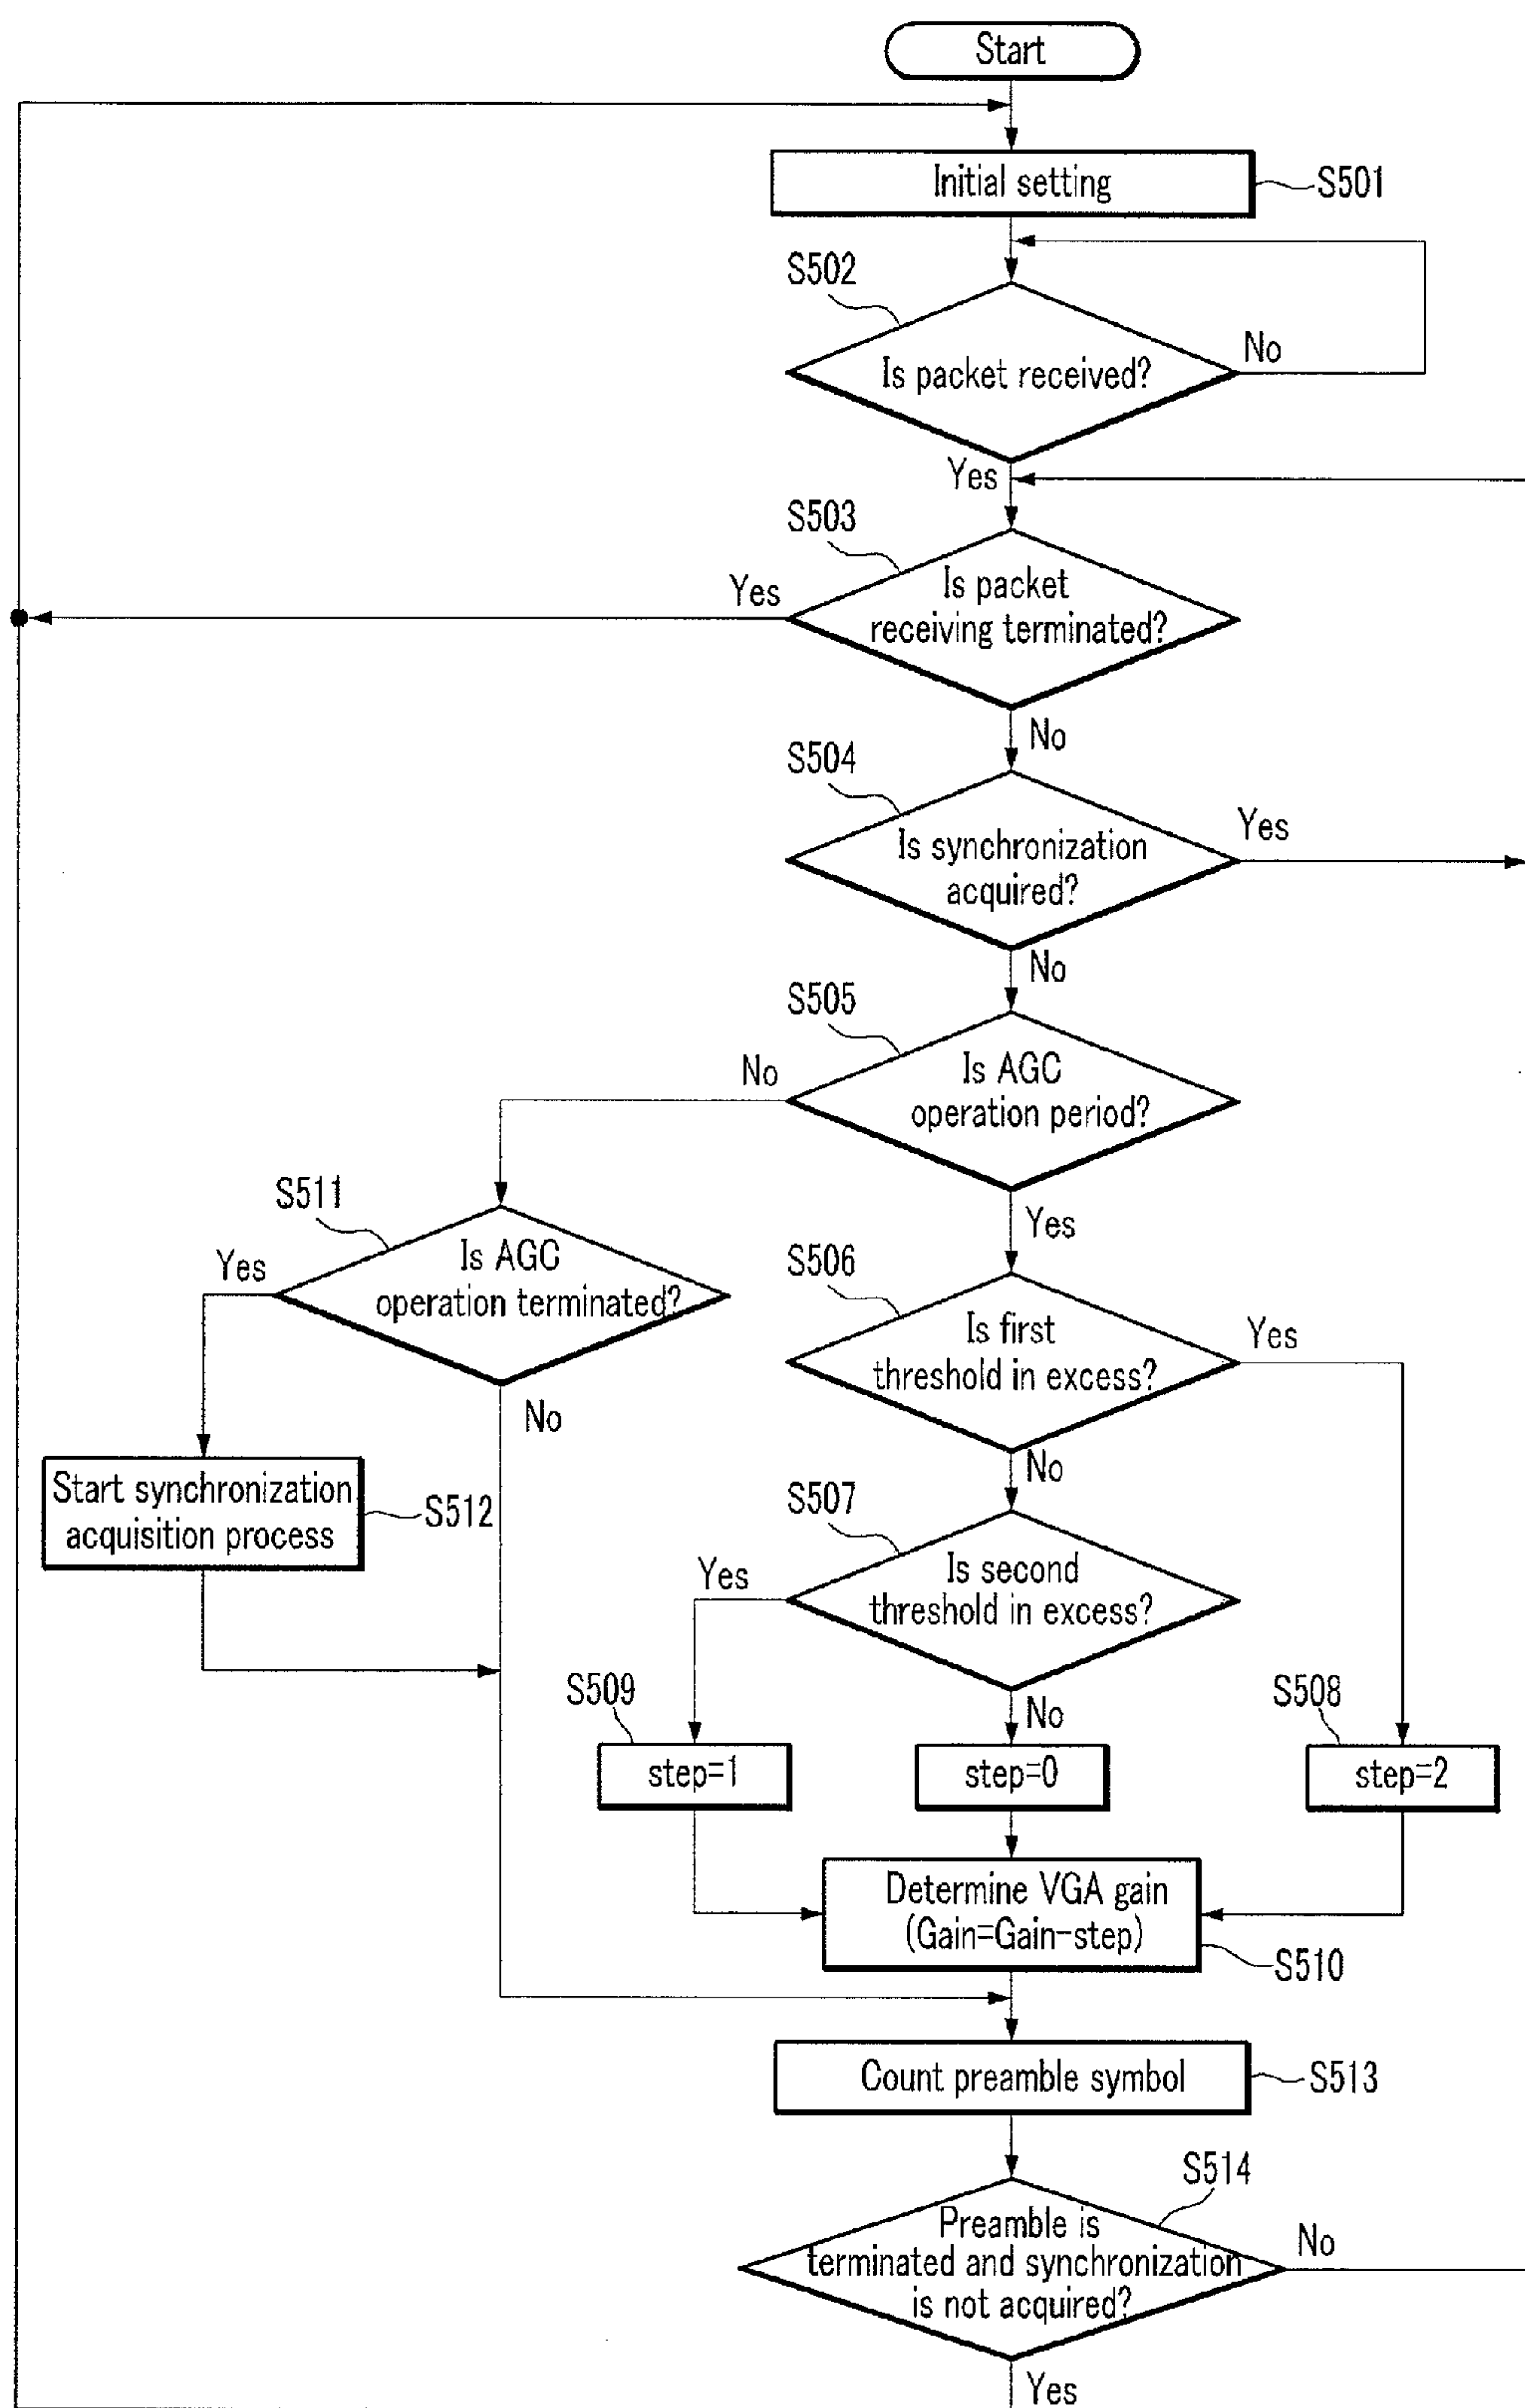 Start
Initial setting
S501
S502
Is packet received?
No
Yes
S503
Is packet
receiving terminated?
Yes
No
S504
Is synchronization
acquired?
Yes
No
S505
Is AGC
operation period?
No
Yes
S511
Is AGC
operation terminated?
Yes
No
S506
Is first
threshold in excess?
Yes
No
Start synchronization
acquisition process
S512
S507
Is second
threshold in excess?
Yes
No
S509
step=1
step=0
S508
step=2
Determine VGA gain
(Gain=Gain-step)
S510
Count preamble symbol
S513
S514
Preamble is
terminated and synchronization
is not acquired?
No
Yes